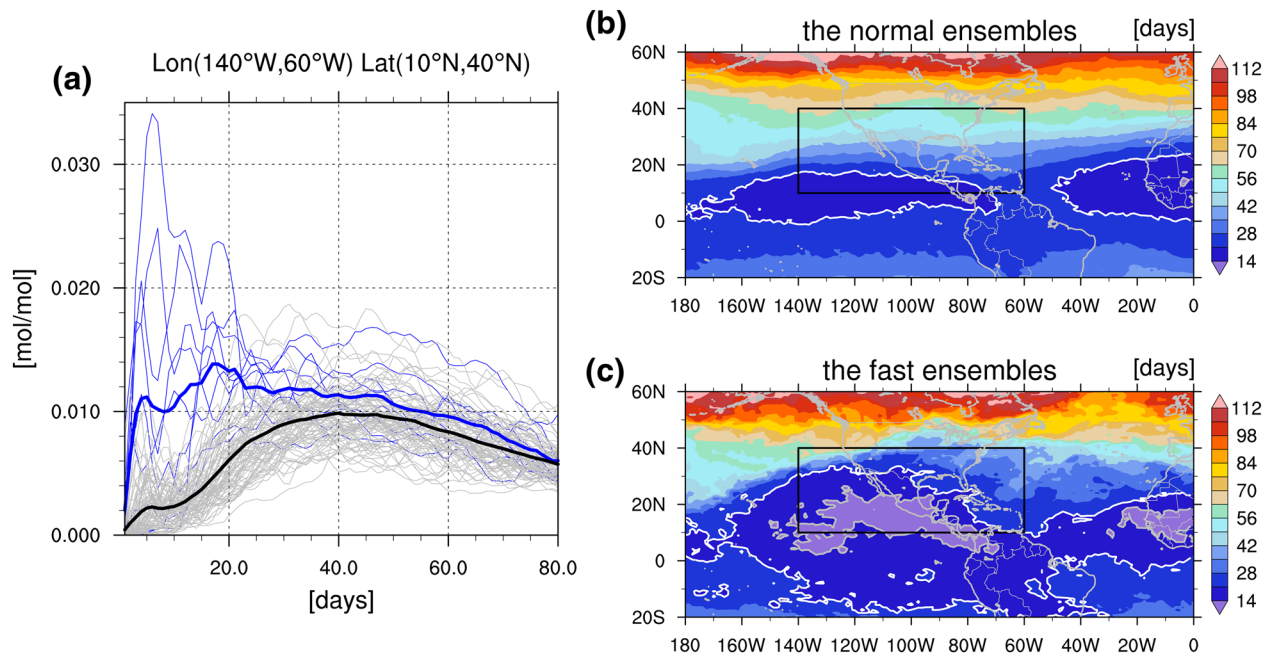 (a)
Lon(140°W,60°W) Lat(10°N,40°N)
[mol/mol]
0.030
0.020
0.010
0.000
20.0 40.0 60.0 80.0
[days]
(b)
the normal ensembles [days]
60N
40N
20N
0
20S
180 160W 140W 120W 100W 80W 60W 40W 20W 0
112
98
84
70
56
42
28
14
(c)
the fast ensembles [days]
60N
40N
20N
0
20S
180 160W 140W 120W 100W 80W 60W 40W 20W 0
112
98
84
70
56
42
28
14